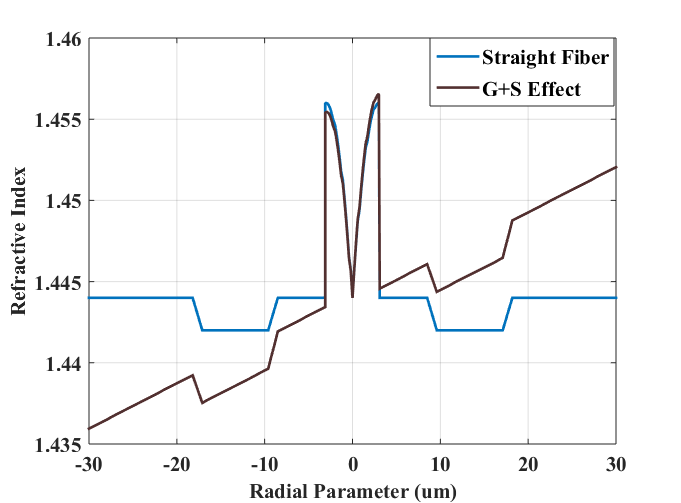 1.46
1.455
1.45
1.445
1.44
1.435
Refractive Index
Straight Fiber
G+S Effect
-30 -20 -10 0 10 20 30
Radial Parameter (um)